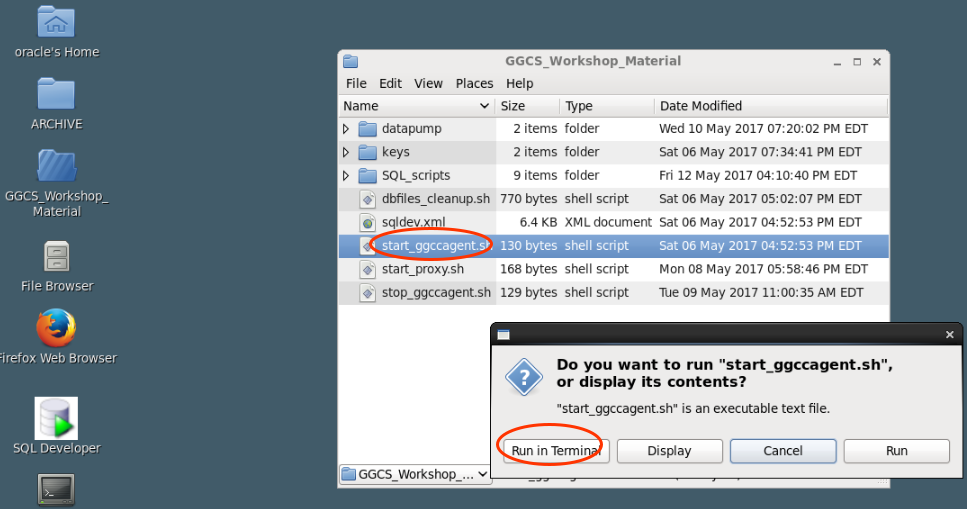 oracle's Home
ARCHIVE
GGCS_Workshop_
Material
File Browser
Firefox Web Browser
SQL Developer
GGCS_Workshop_Material
File Edit View Places Help
Name Size Type Date Modified
datapump 2 items folder Wed 10 May 2017 07:20:02 PM EDT
keys 2 items folder Sat 06 May 2017 07:34:41 PM EDT
SQL_scripts 9 items folder Fri 12 May 2017 04:10:40 PM EDT
dbfiles_cleanup.sh 770 bytes shell script Sat 06 May 2017 05:02:07 PM EDT
sqldev.xml 6.4 KB XML document Sat 06 May 2017 04:52:53 PM EDT
start_ggccagent.sh 130 bytes shell script Sat 06 May 2017 04:52:53 PM EDT
start_proxy.sh 168 bytes shell script Mon 08 May 2017 05:58:46 PM EDT
stop_ggccagent.sh 129 bytes shell script Tue 09 May 2017 11:00:35 AM EDT
Do you want to run "start_ggccagent.sh",
or display its contents?
"start_ggccagent.sh" is an executable text file.
Run in Terminal Display Cancel Run
GGCS_Workshop_...